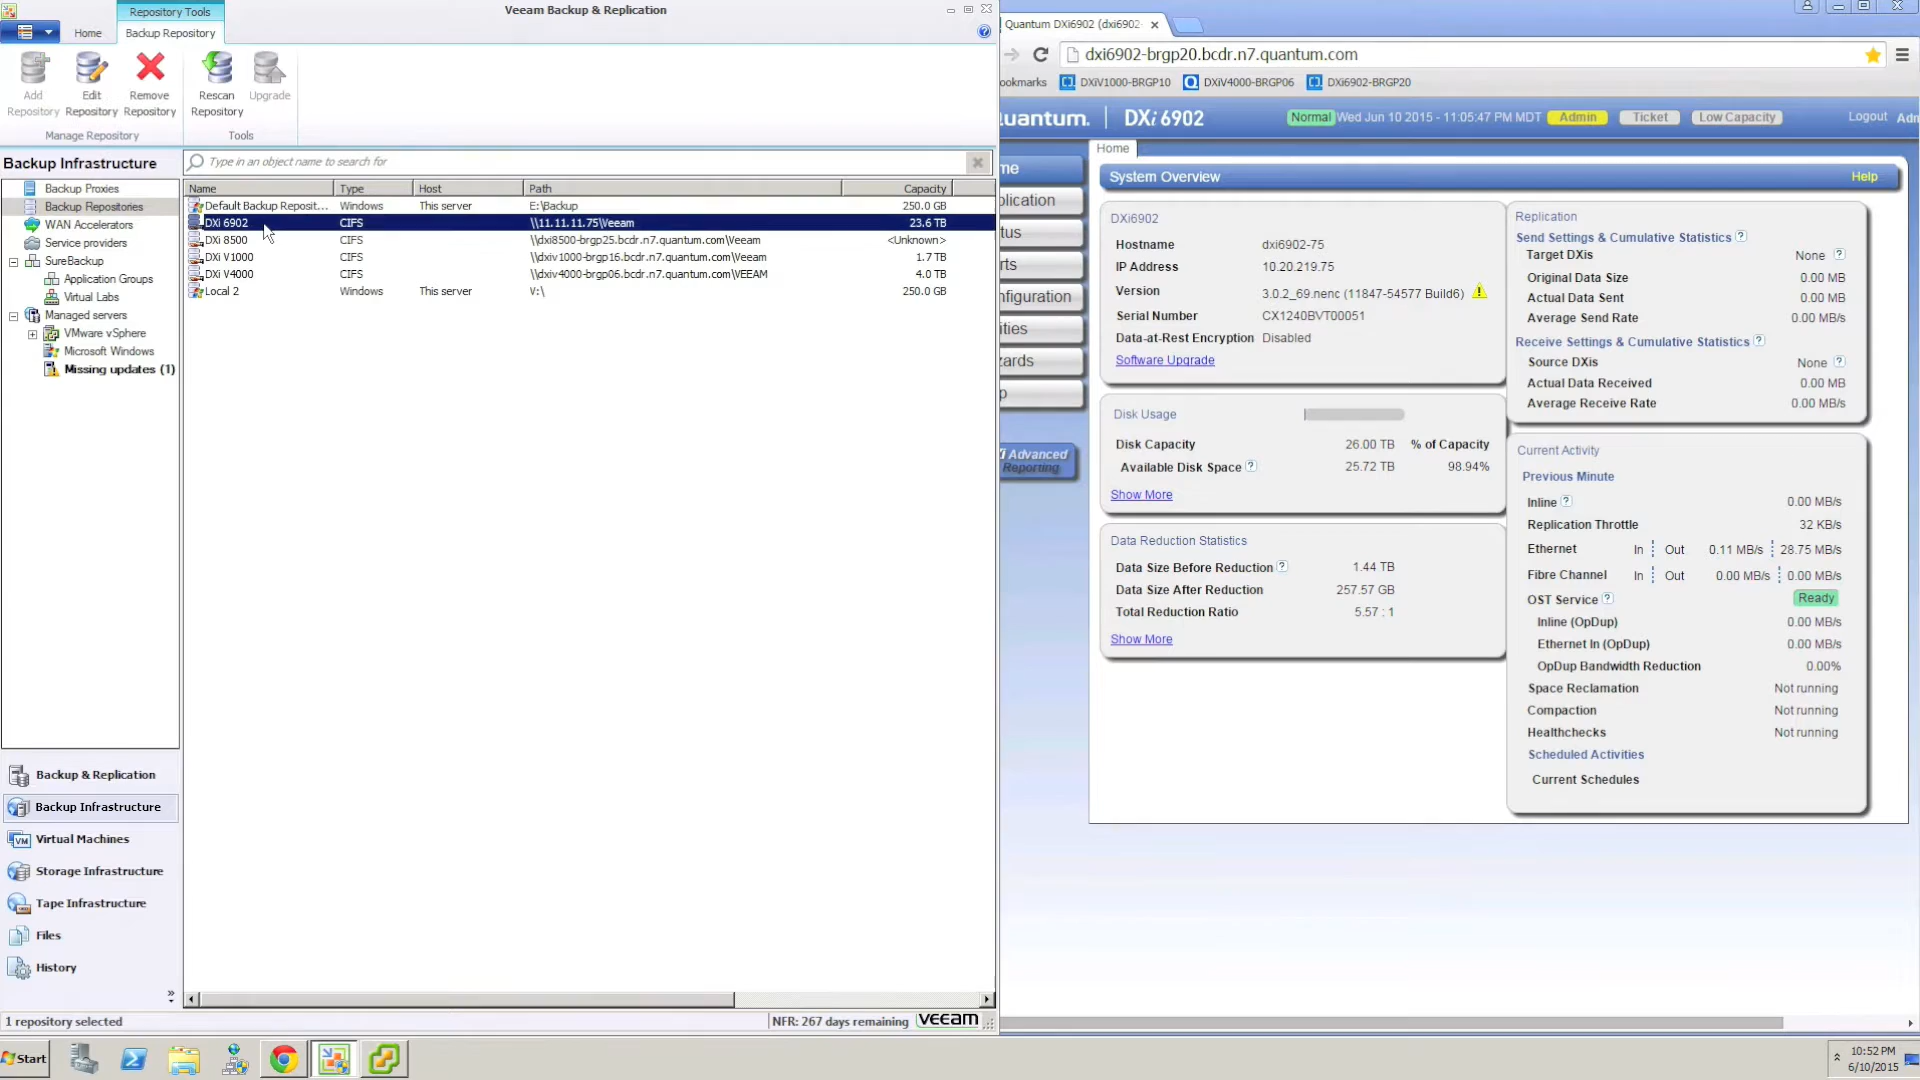 Repository Tools
Veeam Backup & Replication
Home
Backup Repository
Add
Repository
Edit
Repository
Remove
Repository
Rescan
Repository
Upgrade
Manage Repository
Tools
Backup Infrastructure
Type in an object name to search for
Backup Proxies
Backup Repositories
WAN Accelerators
Service providers
SureBackup
Application Groups
Virtual Labs
Managed servers
VMware vSphere
Microsoft Windows
Missing updates (1)
Name Type Host Path Capacity
Default Backup Reposit... Windows This server E:\Backup 250.0 GB
DXi 6902 CIFS \\11.11.11.75\Veeam 23.6 TB
DXi 8500 CIFS \\dxi8500-brgp25.bcdr.n7.quantum.com\Veeam <Unknown>
DXi V1000 CIFS \\dxiv1000-brgp16.bcdr.n7.quantum.com\Veeam 1.7 TB
DXi V4000 CIFS \\dxiv4000-brgp06.bcdr.n7.quantum.com\VEEAM 4.0 TB
Local 2 Windows This server V:\ 250.0 GB
Backup & Replication
Backup Infrastructure
Virtual Machines
Storage Infrastructure
Tape Infrastructure
Files
History
1 repository selected
NFR: 267 days remaining
veeam
Quantum DXi6902 (dxi6902-
dxi6902-brgp20.bcdr.n7.quantum.com
ookmarks DXiV1000-BRGP10 DXiV4000-BRGP06 DXi6902-BRGP20
uantum. DXi 6902
Normal Wed Jun 10 2015 - 11:05:47 PM MDT Admin Ticket Low Capacity Logout Adn
Home
me
lication
tus
rts
nfiguration
ities
zards
p
i Advanced
Reporting
System Overview
Help
DXi6902
Hostname dxi6902-75
IP Address 10.20.219.75
Version 3.0.2_69.nenc (11847-54577 Build6)
Serial Number CX1240BVT00051
Data-at-Rest Encryption Disabled
Software Upgrade
Disk Usage
Disk Capacity 26.00 TB % of Capacity
Available Disk Space ? 25.72 TB 98.94%
Show More
Data Reduction Statistics
Data Size Before Reduction ? 1.44 TB
Data Size After Reduction 257.57 GB
Total Reduction Ratio 5.57 : 1
Show More
Replication
Send Settings & Cumulative Statistics ?
Target DXis None ?
Original Data Size 0.00 MB
Actual Data Sent 0.00 MB
Average Send Rate 0.00 MB/s
Receive Settings & Cumulative Statistics ?
Source DXis None ?
Actual Data Received 0.00 MB
Average Receive Rate 0.00 MB/s
Current Activity
Previous Minute
Inline ? 0.00 MB/s
Replication Throttle 32 KB/s
Ethernet In Out 0.11 MB/s 28.75 MB/s
Fibre Channel In Out 0.00 MB/s 0.00 MB/s
OST Service ? Ready
Inline (OpDup) 0.00 MB/s
Ethernet In (OpDup) 0.00 MB/s
OpDup Bandwidth Reduction 0.00%
Space Reclamation Not running
Compaction Not running
Healthchecks Not running
Scheduled Activities
Current Schedules
Start
10:52 PM
6/10/2015